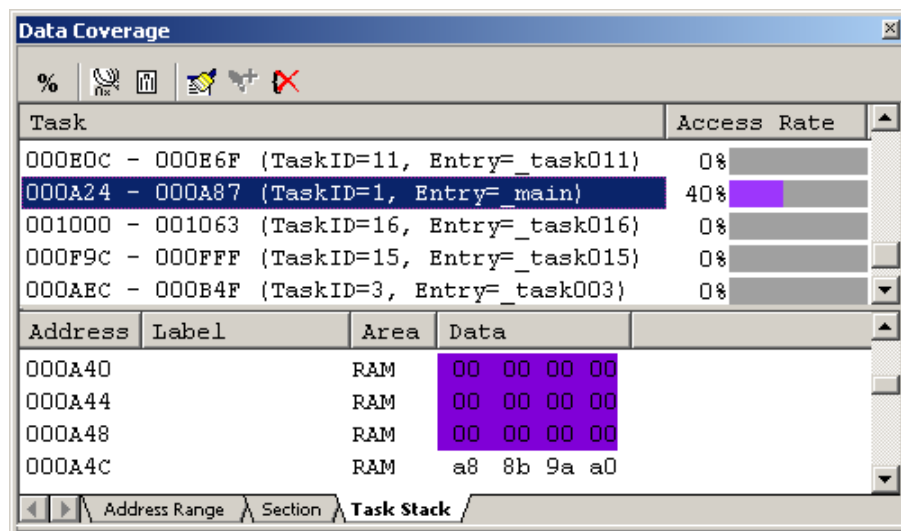 Data Coverage
%
Task Access Rate
000E0C - 000E6F (TaskID=11, Entry=_task011) 0%
000A24 - 000A87 (TaskID=1, Entry=_main) 40%
001000 - 001063 (TaskID=16, Entry=_task016) 0%
000F9C - 000FFF (TaskID=15, Entry=_task015) 0%
000AEC - 000B4F (TaskID=3, Entry=_task003) 0%
Address Label Area Data
000A40 RAM 00 00 00 00
000A44 RAM 00 00 00 00
000A48 RAM 00 00 00 00
000A4C RAM a8 8b 9a a0
Address Range Section Task Stack